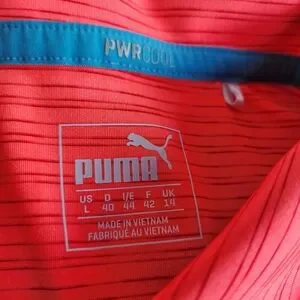 PWRCOOL
PUMA
US D I/E F UK
L 40 44 42 14
MADE IN VIETNAM
FABRIQUÉ AU VIETNAM